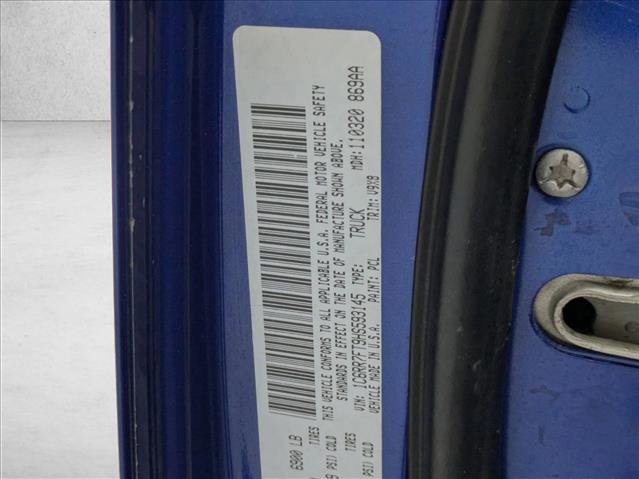 6900 LB
THIS VEHICLE CONFORMS TO ALL APPLICABLE U.S.A. FEDERAL MOTOR VEHICLE SAFETY
STANDARDS IN EFFECT ON THE DATE OF MANUFACTURE SHOWN ABOVE.
VIN: 1C6RR7FT9HS593145 TYPE: TRUCK MDH: 110320 869AA
VEHICLE MADE IN U.S.A. PAINT: PCL TRIM: V9X8
TIRES
PSI) COLD
TIRES
PSI) COLD